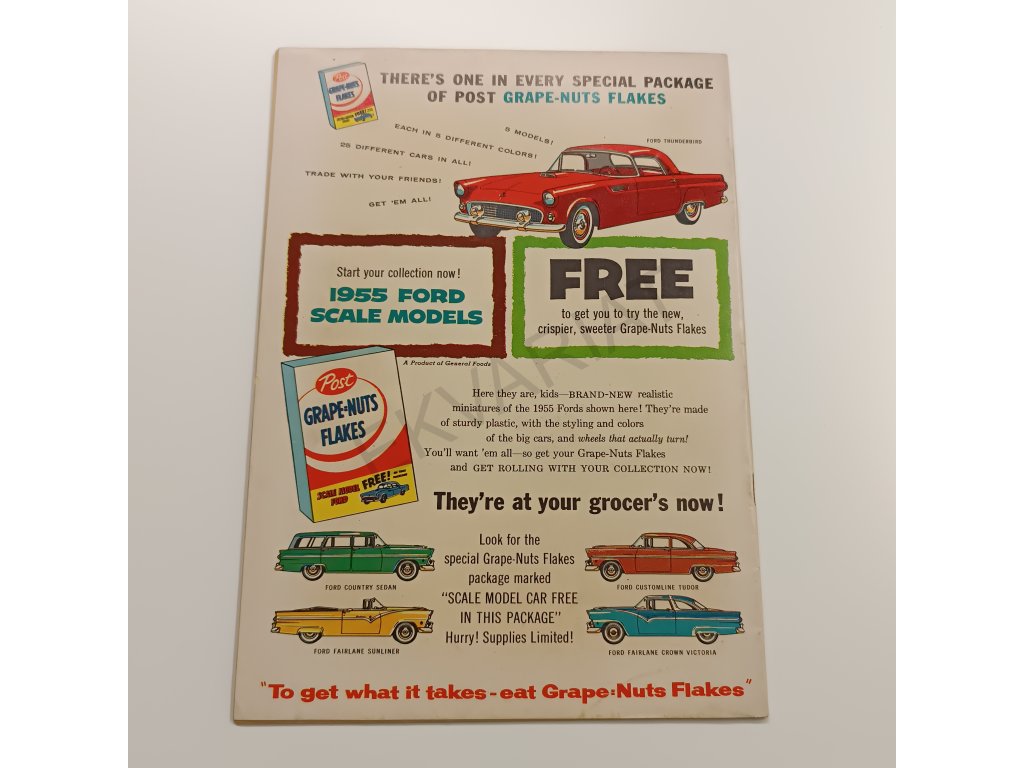 THERE'S ONE IN EVERY SPECIAL PACKAGE
OF POST GRAPE-NUTS FLAKES
Post
GRAPE-NUTS
FLAKES
FREE!
5 MODELS!
EACH IN 5 DIFFERENT COLORS!
25 DIFFERENT CARS IN ALL!
TRADE WITH YOUR FRIENDS!
GET 'EM ALL!
FORD THUNDERBIRD
Start your collection now!
1955 FORD
SCALE MODELS
FREE
to get you to try the new,
crispier, sweeter Grape-Nuts Flakes
A Product of General Foods
Post
GRAPE-NUTS
FLAKES
SCALE MODEL FREE!
FORD
Here they are, kids—BRAND-NEW realistic
miniatures of the 1955 Fords shown here! They're made
of sturdy plastic, with the styling and colors
of the big cars, and wheels that actually turn!
You'll want 'em all—so get your Grape-Nuts Flakes
and GET ROLLING WITH YOUR COLLECTION NOW!
They're at your grocer's now!
Look for the
special Grape-Nuts Flakes
package marked
"SCALE MODEL CAR FREE
IN THIS PACKAGE"
Hurry! Supplies Limited!
FORD COUNTRY SEDAN
FORD CUSTOMLINE TUDOR
FORD FAIRLANE SUNLINER
FORD FAIRLANE CROWN VICTORIA
"To get what it takes-eat Grape-Nuts Flakes"